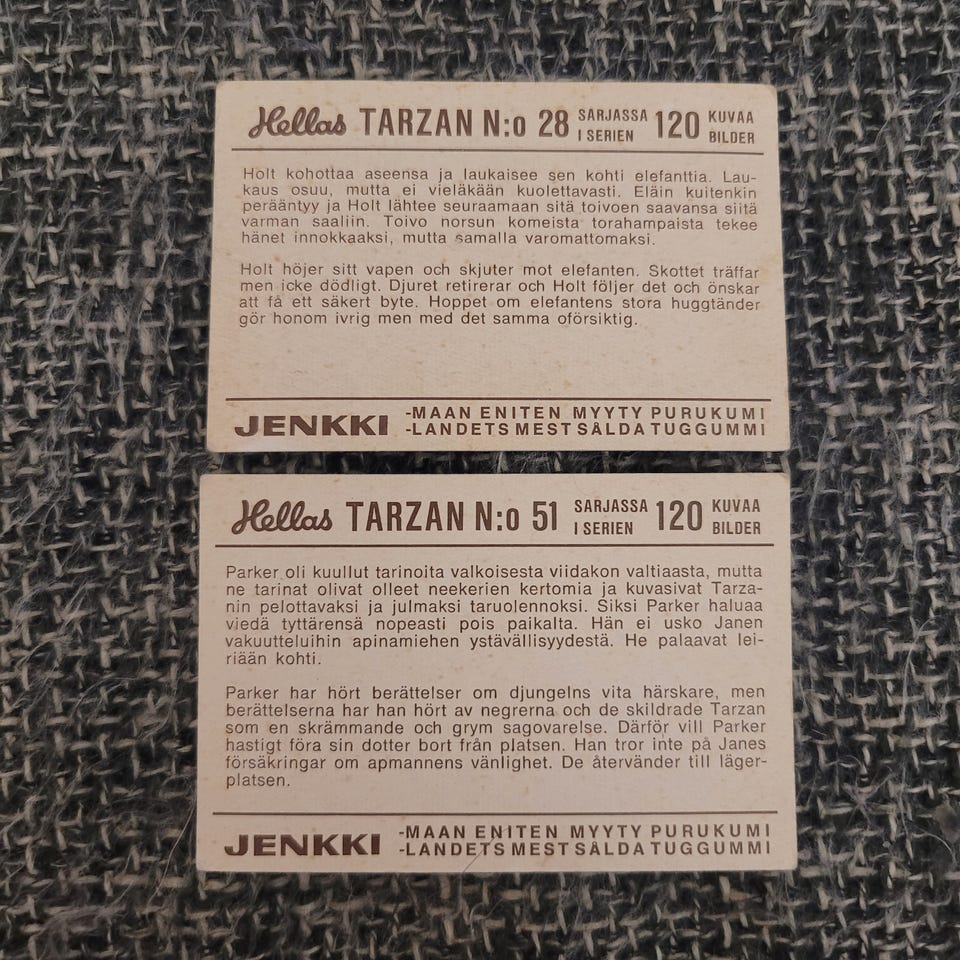 Hellas TARZAN N:o 28 SARJASSA I SERIEN 120 KUVAA BILDER
Holt kohottaa aseensa ja laukaisee sen kohti elefanttia. Lau-
kaus osuu, mutta ei vieläkään kuolettavasti. Eläin kuitenkin
perääntyy ja Holt lähtee seuraamaan sitä toivoen saavansa siitä
varman saaliin. Toivo norsun komeista torahampaista tekee
hänet innokkaaksi, mutta samalla varomattomaksi.
Holt höjer sitt vapen och skjuter mot elefanten. Skottet träffar
men icke dödligt. Djuret retirerar och Holt följer det och önskar
att få ett säkert byte. Hoppet om elefantens stora huggtänder
gör honom ivrig men med det samma oförsiktig.
JENKKI -MAAN ENITEN MYYTY PURUKUMI
-LANDETS MEST SÅLDA TUGGUMMI
Hellas TARZAN N:o 51 SARJASSA I SERIEN 120 KUVAA BILDER
Parker oli kuullut tarinoita valkoisesta viidakon valtiaasta, mutta
ne tarinat olivat olleet neekerien kertomia ja kuvasivat Tarza-
nin pelottavaksi ja julmaksi taruolennoksi. Siksi Parker haluaa
viedä tyttärensä nopeasti pois paikalta. Hän ei usko Janen
vakuutteluihin apinamiehen ystävällisyydestä. He palaavat lei-
riään kohti.
Parker har hört berättelser om djungelns vita härskare, men
berättelserna har han hört av negrerna och de skildrade Tarzan
som en skrämmande och grym sagovarelse. Därför vill Parker
hastigt föra sin dotter bort från platsen. Han tror inte på Janes
försäkringar om apmannens vänlighet. De återvänder till läger-
platsen.
JENKKI -MAAN ENITEN MYYTY PURUKUMI
-LANDETS MEST SÅLDA TUGGUMMI